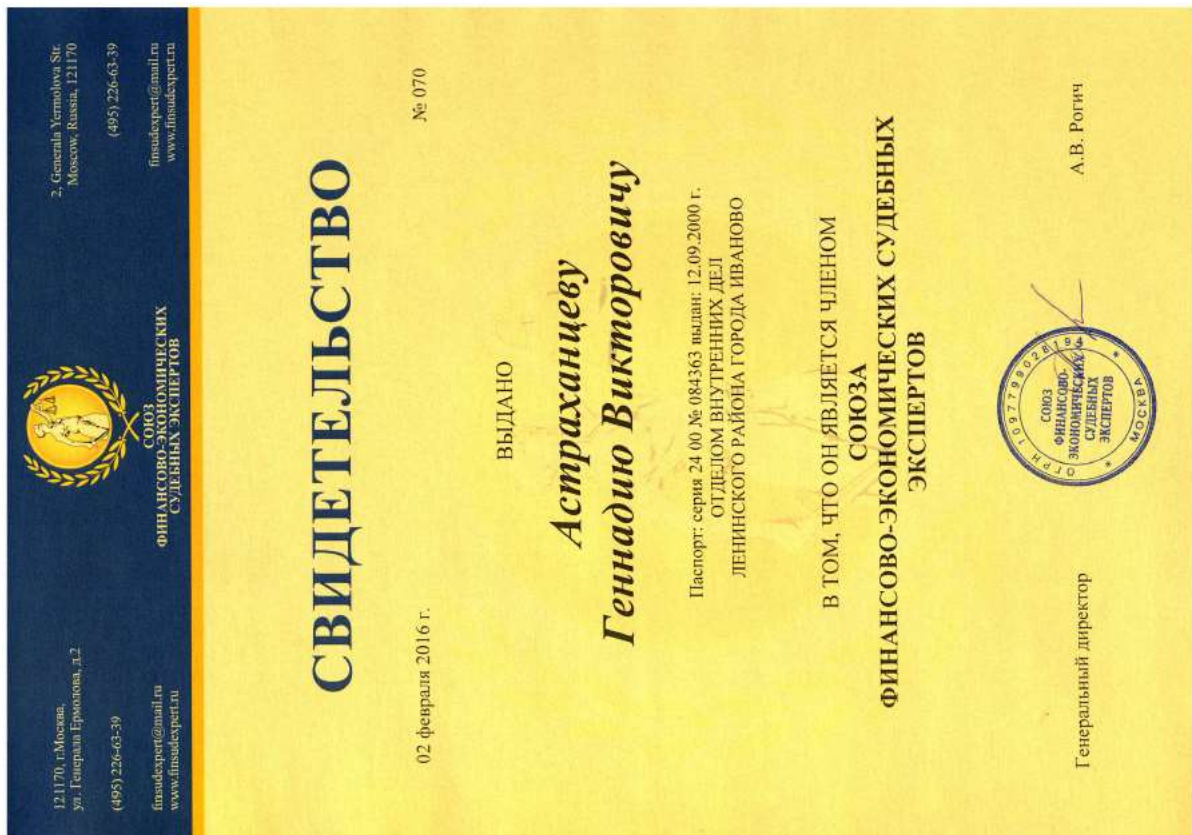 121170, г.Москва,
ул. Генерала Ермолова, д.2
(495) 226-63-39
finsudexpert@mail.ru
www.finsudexpert.ru
СОЮЗ
ФИНАНСОВО-ЭКОНОМИЧЕСКИХ
СУДЕБНЫХ ЭКСПЕРТОВ
2, Generala Yermolova Str.
Moscow, Russia, 121170
(495) 226-63-39
finsudexpert@mail.ru
www.finsudexpert.ru
СВИДЕТЕЛЬСТВО
02 февраля 2016 г.
№ 070
ВЫДАНО
Астраханцеву
Геннадию Викторовичу
Паспорт: серия 24 00 № 084363 выдан: 12.09.2000 г.
ОТДЕЛОМ ВНУТРЕННИХ ДЕЛ
ЛЕНИНСКОГО РАЙОНА ГОРОДА ИВАНОВО
В ТОМ, ЧТО ОН ЯВЛЯЕТСЯ ЧЛЕНОМ
СОЮЗА
ФИНАНСОВО-ЭКОНОМИЧЕСКИХ СУДЕБНЫХ
ЭКСПЕРТОВ
Генеральный директор
ОГРН 1097799028194
СОЮЗ
ФИНАНСОВО-
ЭКОНОМИЧЕСКИХ
СУДЕБНЫХ
ЭКСПЕРТОВ
* МОСКВА *
А.В. Рогич